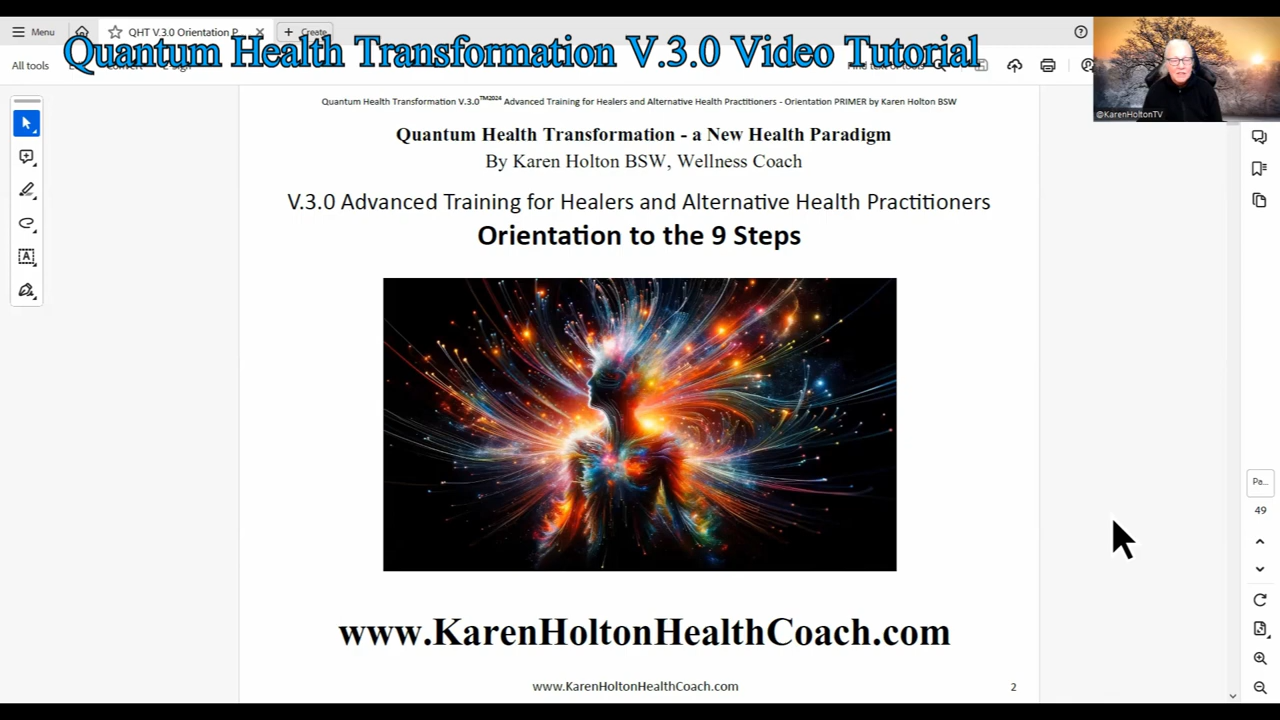 Menu
QHT V.3.0 Orientation P
Create
Quantum Health Transformation V.3.0 Video Tutorial
All tools
@KarenHoltonTV
Quantum Health Transformation V.3.0™2024 Advanced Training for Healers and Alternative Health Practitioners - Orientation PRIMER by Karen Holton BSW
Quantum Health Transformation - a New Health Paradigm
By Karen Holton BSW, Wellness Coach
V.3.0 Advanced Training for Healers and Alternative Health Practitioners
Orientation to the 9 Steps
Pa...
49
www.KarenHoltonHealthCoach.com
www.KarenHoltonHealthCoach.com
2